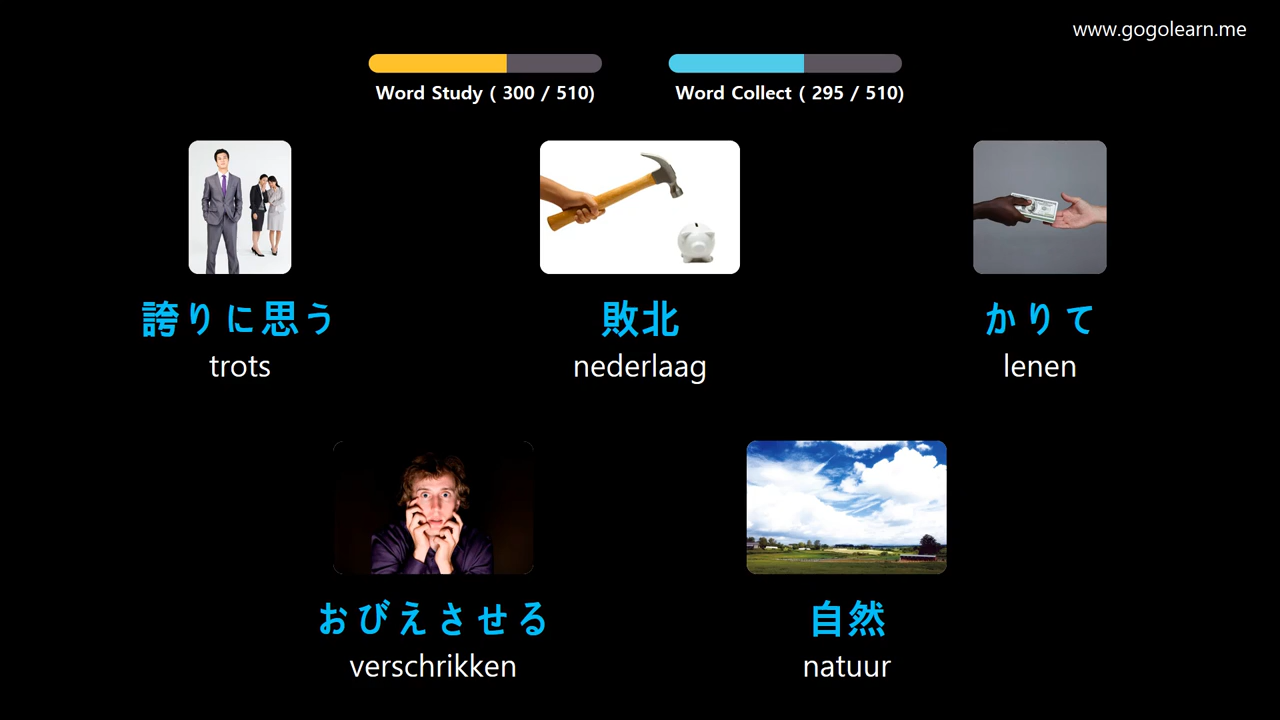 www.gogolearn.me
Word Study ( 300 / 510)
Word Collect ( 295 / 510)
誇りに思う
trots
敗北
nederlaag
かりて
lenen
おびえさせる
verschrikken
自然
natuur